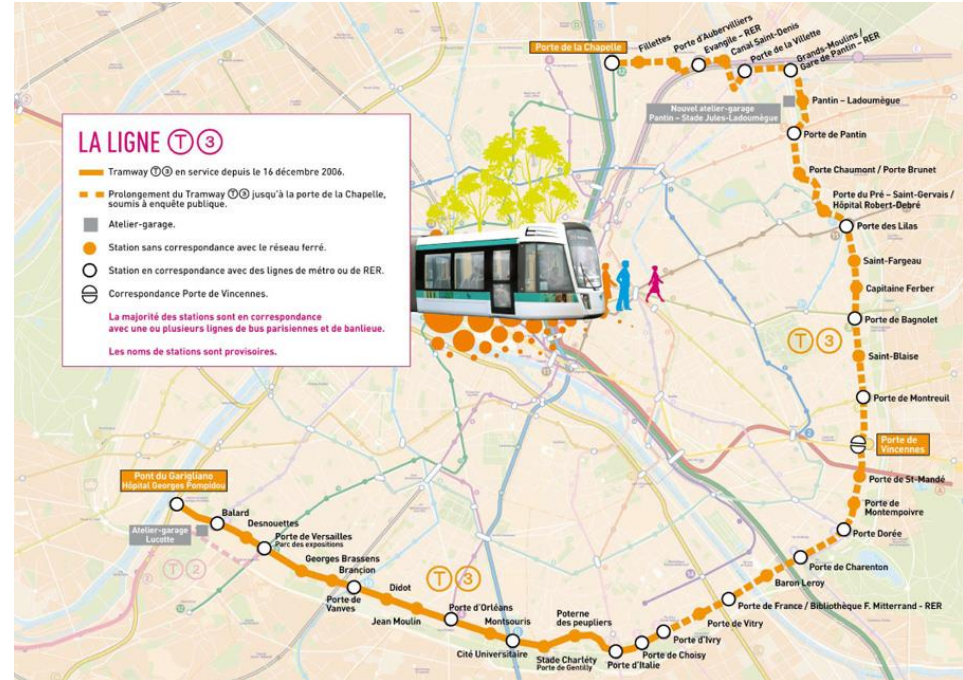 LA LIGNE T 3
Tramway T 3 en service depuis le 16 décembre 2006.
Prolongement du Tramway T 3 jusqu'à la porte de la Chapelle,
soumis à enquête publique.
Atelier-garage.
Station sans correspondance avec le réseau ferré.
Station en correspondance avec des lignes de métro ou de RER.
Correspondance Porte de Vincennes.
La majorité des stations sont en correspondance
avec une ou plusieurs lignes de bus parisiennes et de banlieue.
Les noms de stations sont provisoires.
Porte de la Chapelle
Fillettes
Porte d'Aubervilliers
Evangile – RER
Canal Saint-Denis
Porte de la Villette
Grands-Moulins /
Gare de Pantin – RER
Nouvel atelier-garage
Pantin – Stade Jules-Ladoumègue
Pantin – Ladoumègue
Porte de Pantin
Porte Chaumont / Porte Brunet
Porte du Pré – Saint-Gervais /
Hôpital Robert-Debré
Porte des Lilas
Saint-Fargeau
Capitaine Ferber
Porte de Bagnolet
T 3
Saint-Blaise
Porte de Montreuil
Porte de
Vincennes
Porte de St-Mandé
Porte de
Montempoivre
Porte Dorée
Porte de Charenton
Baron Leroy
Porte de France / Bibliothèque F. Mitterrand - RER
Porte de Vitry
Porte d'Ivry
Porte de Choisy
Porte d'Italie
Poterne
des peupliers
Stade Charléty
Porte de Gentilly
Cité Universitaire
Montsouris
Porte d'Orléans
T 3
Jean Moulin
Didot
Porte de
Vanves
Brançion
Georges Brassens
Porte de Versailles
Parc des expositions
Desnouettes
Balard
Pont du Garigliano
Hôpital Georges Pompidou
Atelier-garage
Lucotte
T 2